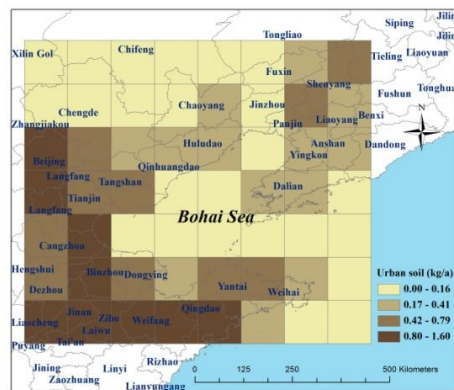 Siping
Jilin
Tongliao
Jilin
Xilin Gol
Chifeng
Liaoyuan
Fuxin
Tieling
Shenyang
Fushun
Tonghua
Chaoyang
Jinzhou
Chengde
Benxi
N
Zhangjiakou
Panjin
Liaoyang
Huludao
Anshan
Dandong
Beijing
Yingkou
Qinhuangdao
Langfang
Tangshan
Dalian
Tianjin
Langfang
Bohai Sea
Cangzhou
Hengshui
Binzhou
Dongying
Urban soil (kg/a)
Dezhou
Yantai
Weihai
0.00 - 0.16
0.17 - 0.41
0.42 - 0.79
0.80 - 1.60
Jinan
Zibo
Weifang
Qingdao
Liaocheng
Laiwu
Puyang
Tai'an
Rizhao
Jining
Linyi
Zaozhuang
Lianyungang
0 62.5 125 250 500 Kilometers